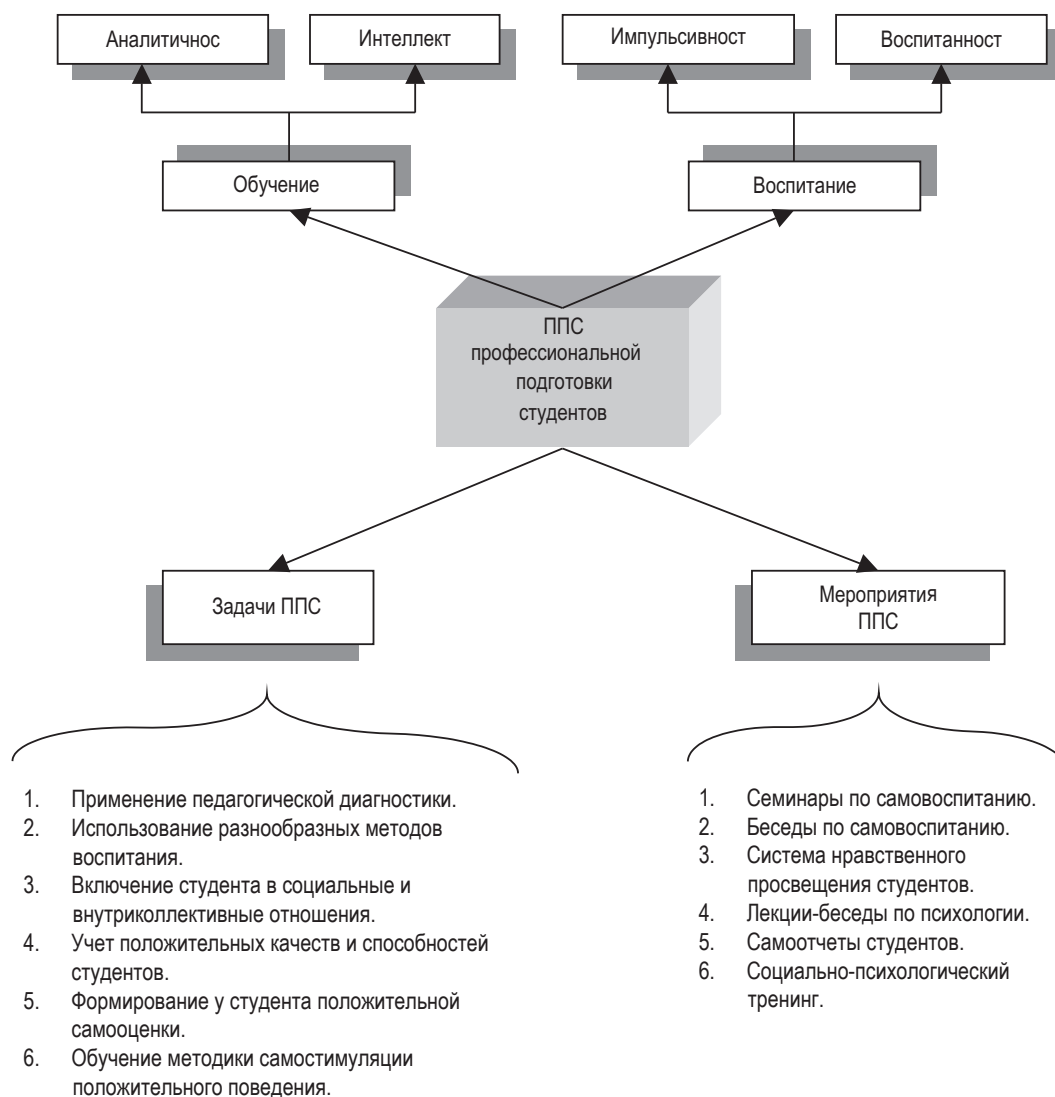 Аналитичнос
Интеллект
Импульсивност
Воспитанност
Обучение
Воспитание
ППС
профессиональной
подготовки
студентов
Задачи ППС
Мероприятия
ППС
1. Применение педагогической диагностики.
2. Использование разнообразных методов
воспитания.
3. Включение студента в социальные и
внутриколлективные отношения.
4. Учет положительных качеств и способностей
студентов.
5. Формирование у студента положительной
самооценки.
6. Обучение методики самостимуляции
положительного поведения.
1. Семинары по самовоспитанию.
2. Беседы по самовоспитанию.
3. Система нравственного
просвещения студентов.
4. Лекции-беседы по психологии.
5. Самоотчеты студентов.
6. Социально-психологический
тренинг.